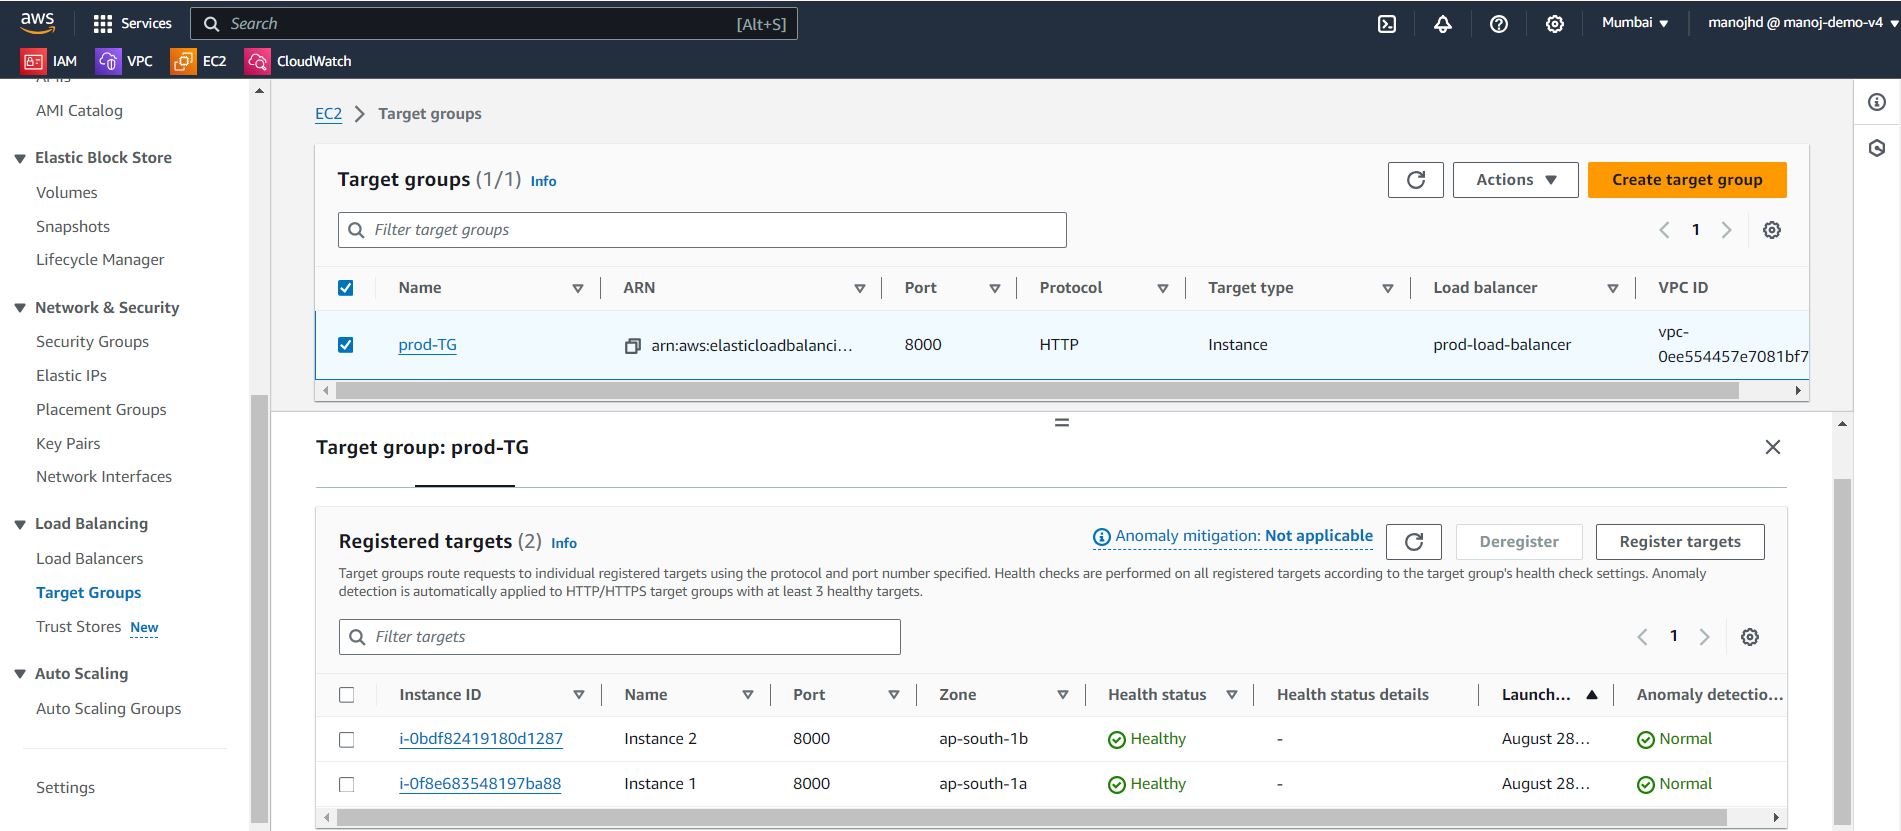 aws
Services
Search
[Alt+S]
Mumbai
manojhd @ manoj-demo-v4
IAM
VPC
EC2
CloudWatch
AMIs
AMI Catalog
Elastic Block Store
Volumes
Snapshots
Lifecycle Manager
Network & Security
Security Groups
Elastic IPs
Placement Groups
Key Pairs
Network Interfaces
Load Balancing
Load Balancers
Target Groups
Trust Stores New
Auto Scaling
Auto Scaling Groups
Settings
EC2 > Target groups
Target groups (1/1) Info
Actions
Create target group
Filter target groups
1
Name ARN Port Protocol Target type Load balancer VPC ID
prod-TG arn:aws:elasticloadbalanci... 8000 HTTP Instance prod-load-balancer vpc-
0ee554457e7081bf7
Target group: prod-TG
Registered targets (2) Info
Anomaly mitigation: Not applicable
Deregister
Register targets
Target groups route requests to individual registered targets using the protocol and port number specified. Health checks are performed on all registered targets according to the target group's health check settings. Anomaly
detection is automatically applied to HTTP/HTTPS target groups with at least 3 healthy targets.
Filter targets
1
Instance ID Name Port Zone Health status Health status details Launch... Anomaly detectio...
i-0bdf82419180d1287 Instance 2 8000 ap-south-1b Healthy - August 28... Normal
i-0f8e683548197ba88 Instance 1 8000 ap-south-1a Healthy - August 28... Normal